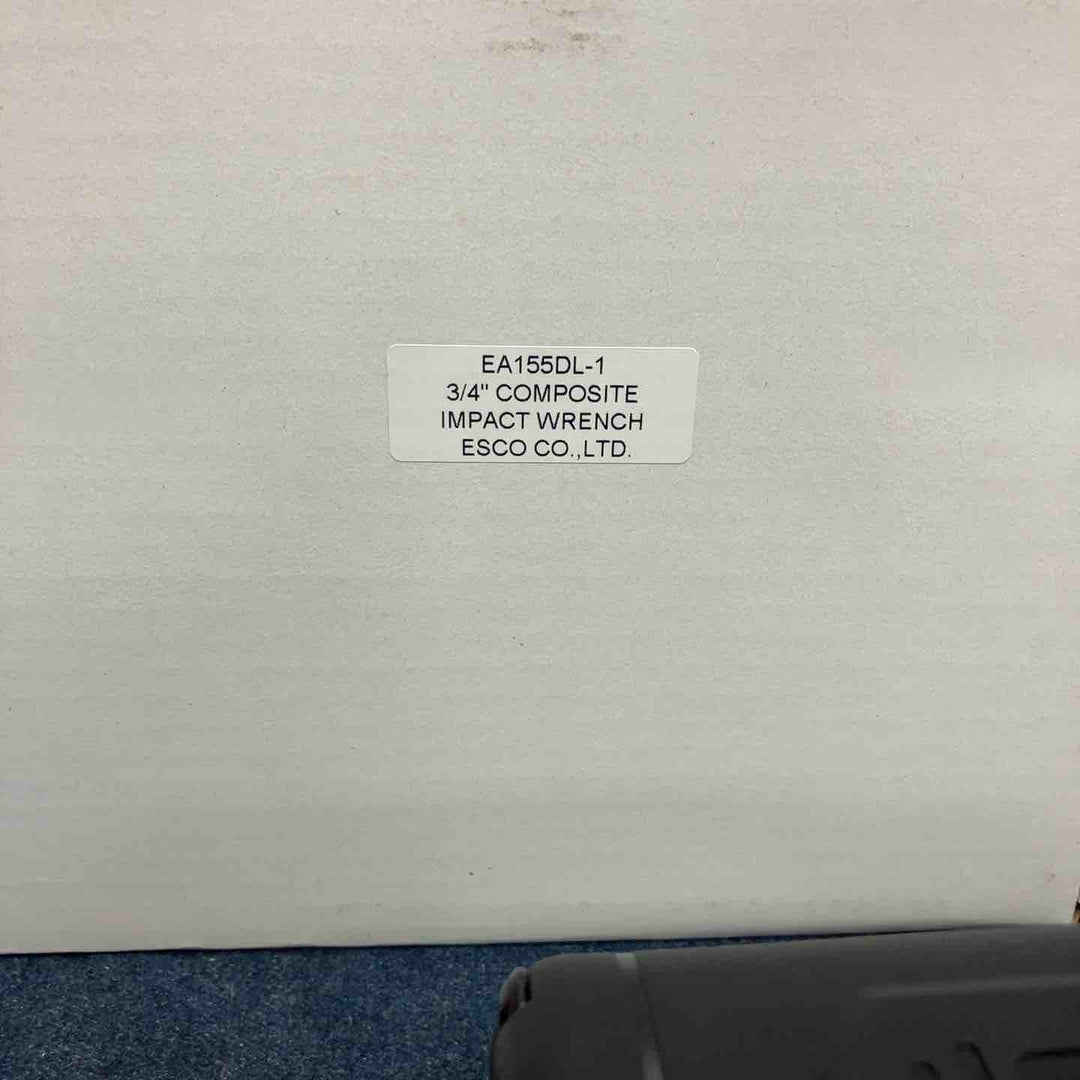 EA155DL-1
3/4" COMPOSITE
IMPACT WRENCH
ESCO CO.,LTD.